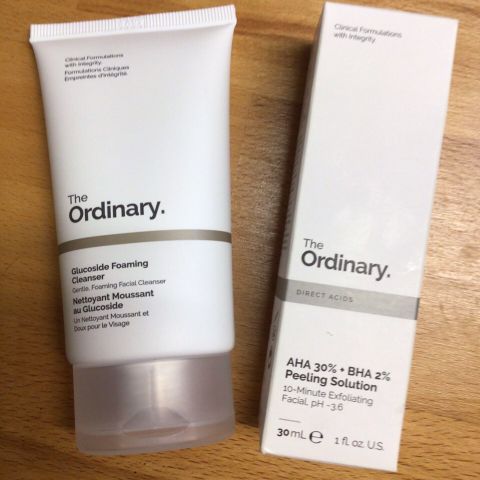 Clinical Formulations
with Integrity.
Formulations Cliniques
Empreintes d'intégrité.
The
Ordinary.
Glucoside Foaming
Cleanser
Gentle, Foaming Facial Cleanser
Nettoyant Moussant
au Glucoside
Un Nettoyant Moussant et
Doux pour le Visage
Clinical Formulations
with Integrity.
The
Ordinary.
DIRECT ACIDS
AHA 30% + BHA 2%
Peeling Solution
10-Minute Exfoliating
Facial, pH ~3.6
30 mL ℮ 1 fl. oz. U.S.